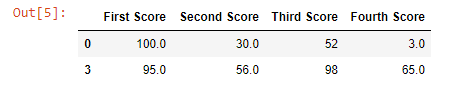 Out[5]:
First Score Second Score Third Score Fourth Score
0 100.0 30.0 52 3.0
3 95.0 56.0 98 65.0